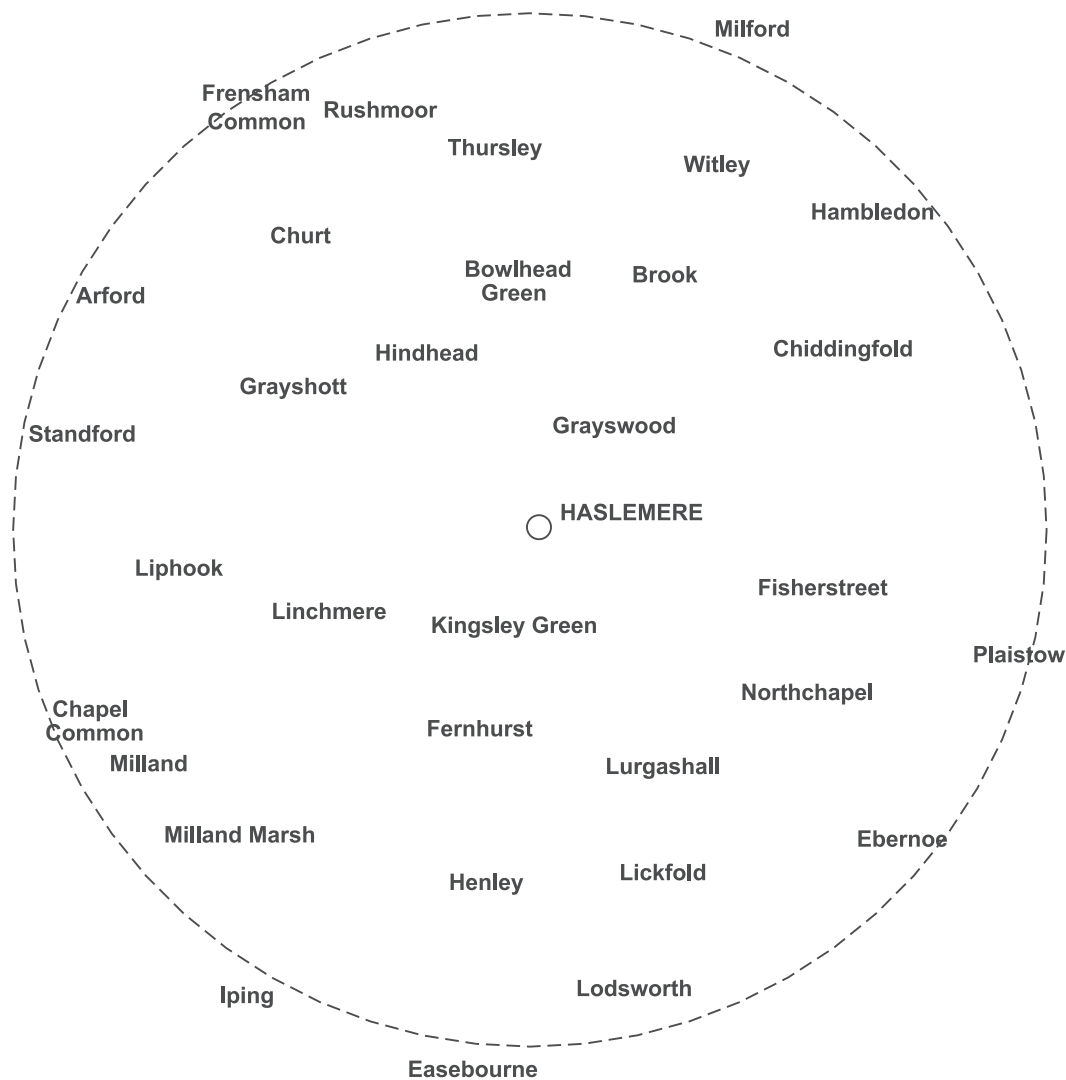 Milford
Frensham
Common
Rushmoor
Thursley
Witley
Hambledon
Churt
Bowlhead
Green
Brook
Arford
Hindhead
Chiddingfold
Grayshott
Grayswood
Standford
HASLEMERE
Liphook
Fisherstreet
Linchmere
Kingsley Green
Plaistow
Northchapel
Chapel
Common
Fernhurst
Milland
Lurgashall
Milland Marsh
Ebernoe
Henley
Lickfold
Iping
Lodsworth
Easebourne